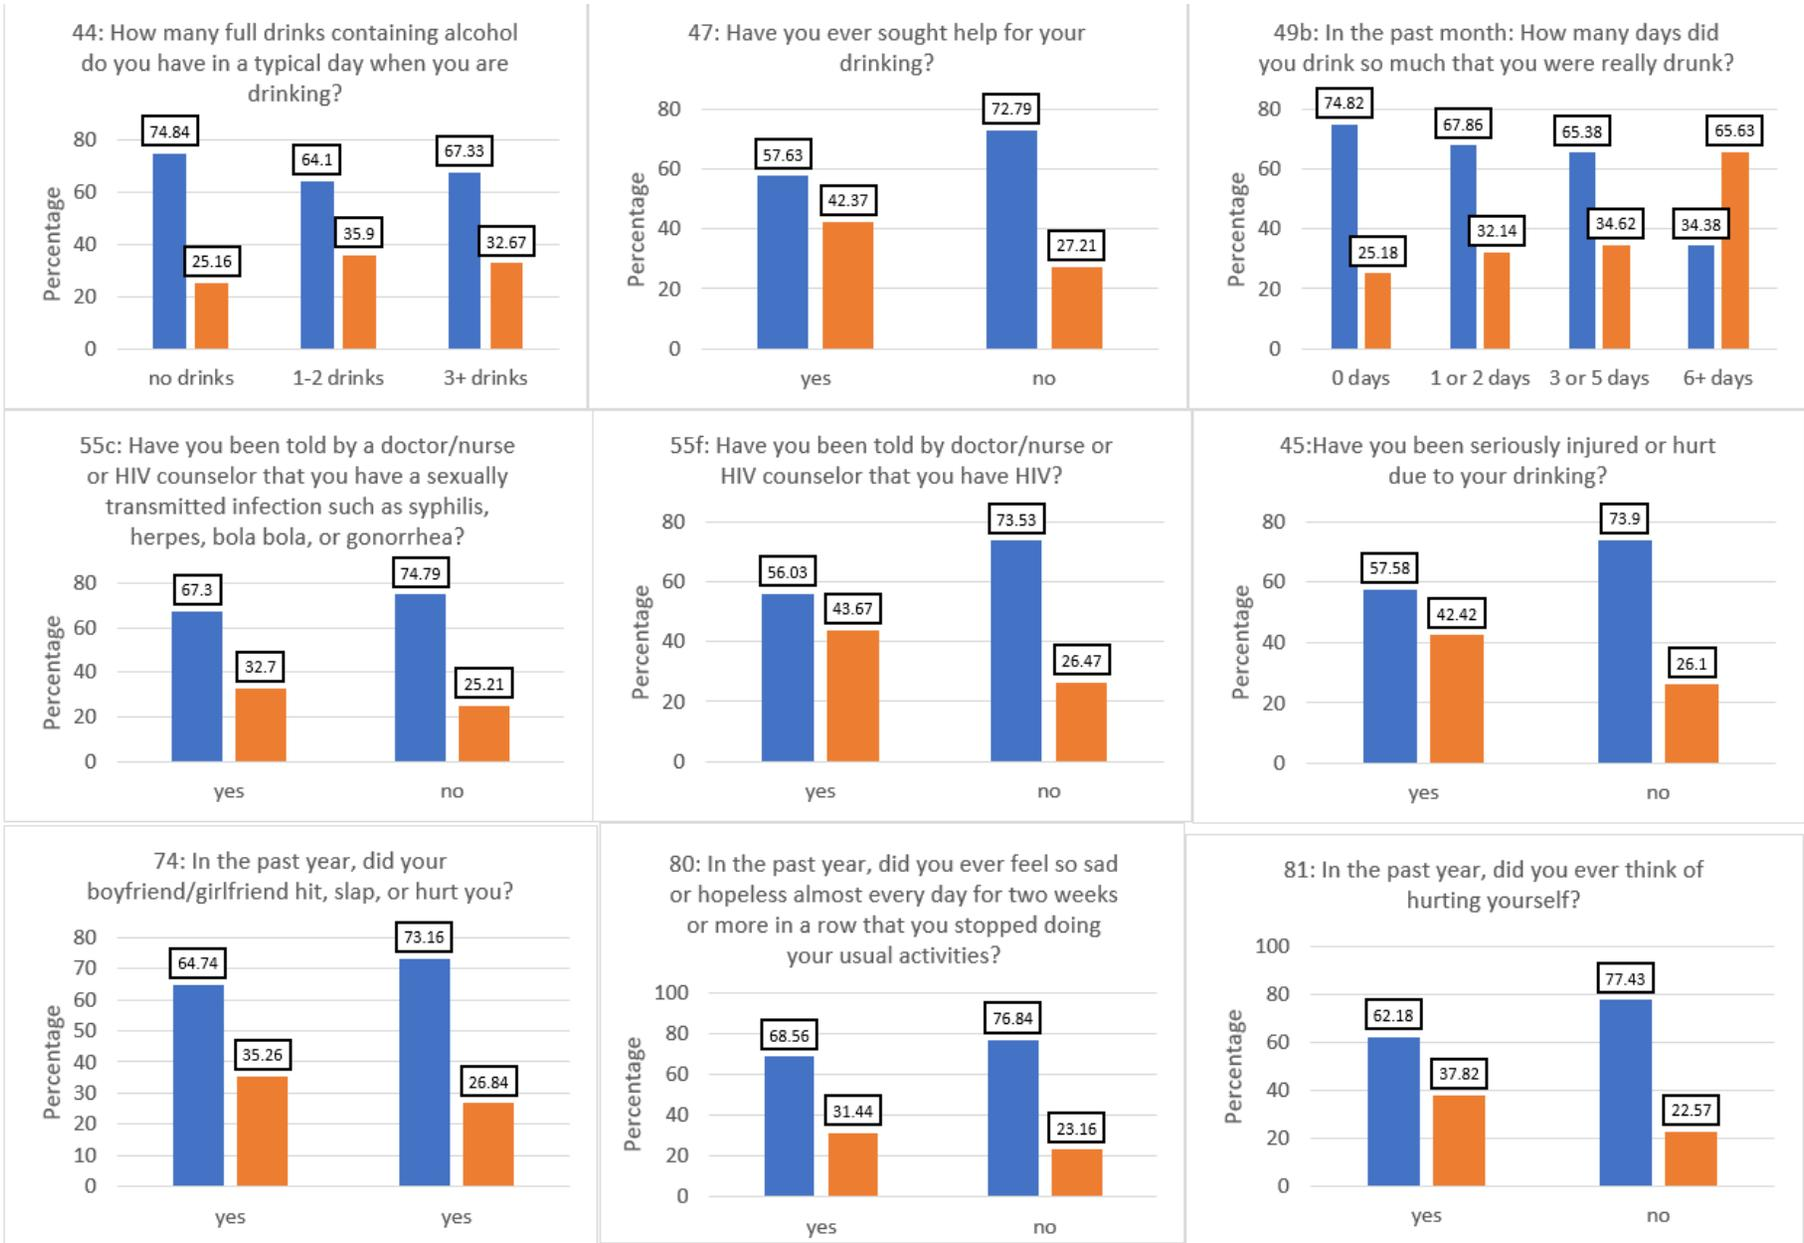 44: How many full drinks containing alcohol
do you have in a typical day when you are
drinking?
Percentage
80
60
40
20
0
74.84
25.16
64.1
35.9
67.33
32.67
no drinks
1-2 drinks
3+ drinks
47: Have you ever sought help for your
drinking?
Percentage
80
60
40
20
0
57.63
42.37
72.79
27.21
yes
no
49b: In the past month: How many days did
you drink so much that you were really drunk?
Percentage
80
60
40
20
0
74.82
25.18
67.86
32.14
65.38
34.62
34.38
65.63
0 days
1 or 2 days
3 or 5 days
6+ days
55c: Have you been told by a doctor/nurse
or HIV counselor that you have a sexually
transmitted infection such as syphilis,
herpes, bola bola, or gonorrhea?
Percentage
80
60
40
20
0
67.3
32.7
74.79
25.21
yes
no
55f: Have you been told by doctor/nurse or
HIV counselor that you have HIV?
Percentage
80
60
40
20
0
56.03
43.67
73.53
26.47
yes
no
45:Have you been seriously injured or hurt
due to your drinking?
Percentage
80
60
40
20
0
57.58
42.42
73.9
26.1
yes
no
74: In the past year, did your
boyfriend/girlfriend hit, slap, or hurt you?
Percentage
80
70
60
50
40
30
20
10
0
64.74
35.26
73.16
26.84
yes
yes
80: In the past year, did you ever feel so sad
or hopeless almost every day for two weeks
or more in a row that you stopped doing
your usual activities?
Percentage
100
80
60
40
20
0
68.56
31.44
76.84
23.16
yes
no
81: In the past year, did you ever think of
hurting yourself?
Percentage
100
80
60
40
20
0
62.18
37.82
77.43
22.57
yes
no